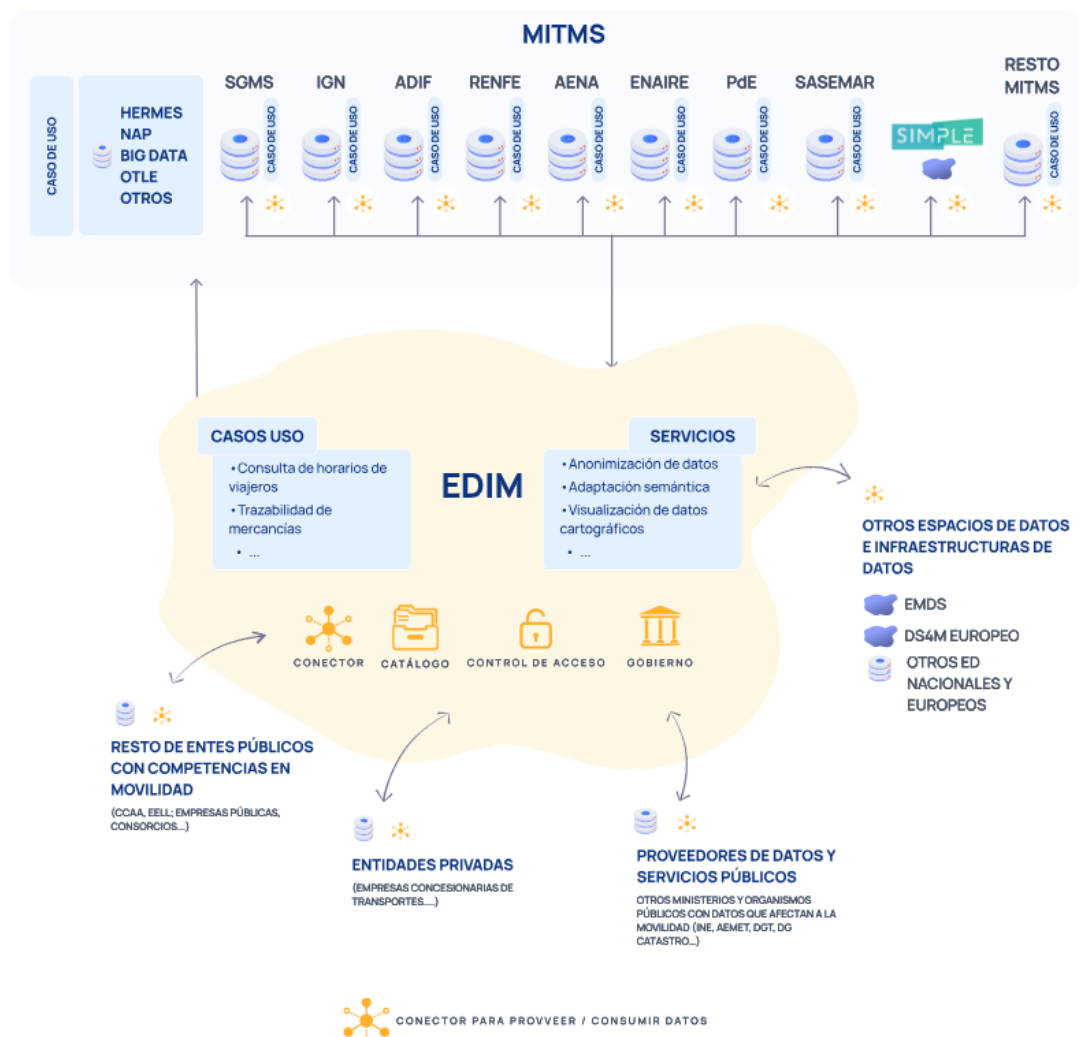 MITMS
CASO DE USO
HERMES
NAP
BIG DATA
OTLE
OTROS
SGMS
CASO DE USO
IGN
CASO DE USO
ADIF
CASO DE USO
RENFE
CASO DE USO
AENA
CASO DE USO
ENAIRE
CASO DE USO
PdE
CASO DE USO
SASEMAR
CASO DE USO
SIMPLE
RESTO
MITMS
CASO DE USO
CASOS USO
•Consulta de horarios de
viajeros
•Trazabilidad de
mercancías
• ...
EDIM
SERVICIOS
•Anonimización de datos
•Adaptación semántica
•Visualización de datos
cartográficos
• ...
CONECTOR
CATÁLOGO
CONTROL DE ACCESO
GOBIERNO
OTROS ESPACIOS DE DATOS
E INFRAESTRUCTURAS DE
DATOS
EMDS
DS4M EUROPEO
OTROS ED
NACIONALES Y
EUROPEOS
RESTO DE ENTES PÚBLICOS
CON COMPETENCIAS EN
MOVILIDAD
(CCAA, EELL; EMPRESAS PÚBLICAS,
CONSORCIOS...)
ENTIDADES PRIVADAS
(EMPRESAS CONCESIONARIAS DE
TRANSPORTES....)
PROVEEDORES DE DATOS Y
SERVICIOS PÚBLICOS
OTROS MINISTERIOS Y ORGANISMOS
PÚBLICOS CON DATOS QUE AFECTAN A LA
MOVILIDAD (INE, AEMET, DGT, DG
CATASTRO...)
CONECTOR PARA PROVVEER / CONSUMIR DATOS